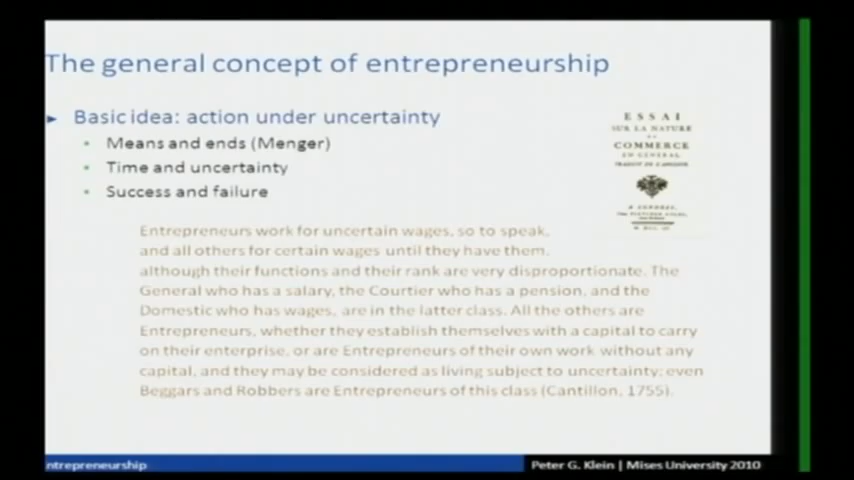 The general concept of entrepreneurship
Basic idea: action under uncertainty
Means and ends (Menger)
Time and uncertainty
Success and failure
ESSAI
SUR LA NATURE
DU
COMMERCE
EN GÉNÉRAL
TRADUIT DE L'ANGLOIS
A LONDRES,
Entrepreneurs work for uncertain wages, so to speak,
and all others for certain wages until they have them,
although their functions and their rank are very disproportionate. The
General who has a salary, the Courtier who has a pension, and the
Domestic who has wages, are in the latter class. All the others are
Entrepreneurs, whether they establish themselves with a capital to carry
on their enterprise, or are Entrepreneurs of their own work without any
capital, and they may be considered as living subject to uncertainty; even
Beggars and Robbers are Entrepreneurs of this class (Cantillon, 1755).
ntrepreneurship
Peter G. Klein | Mises University 2010